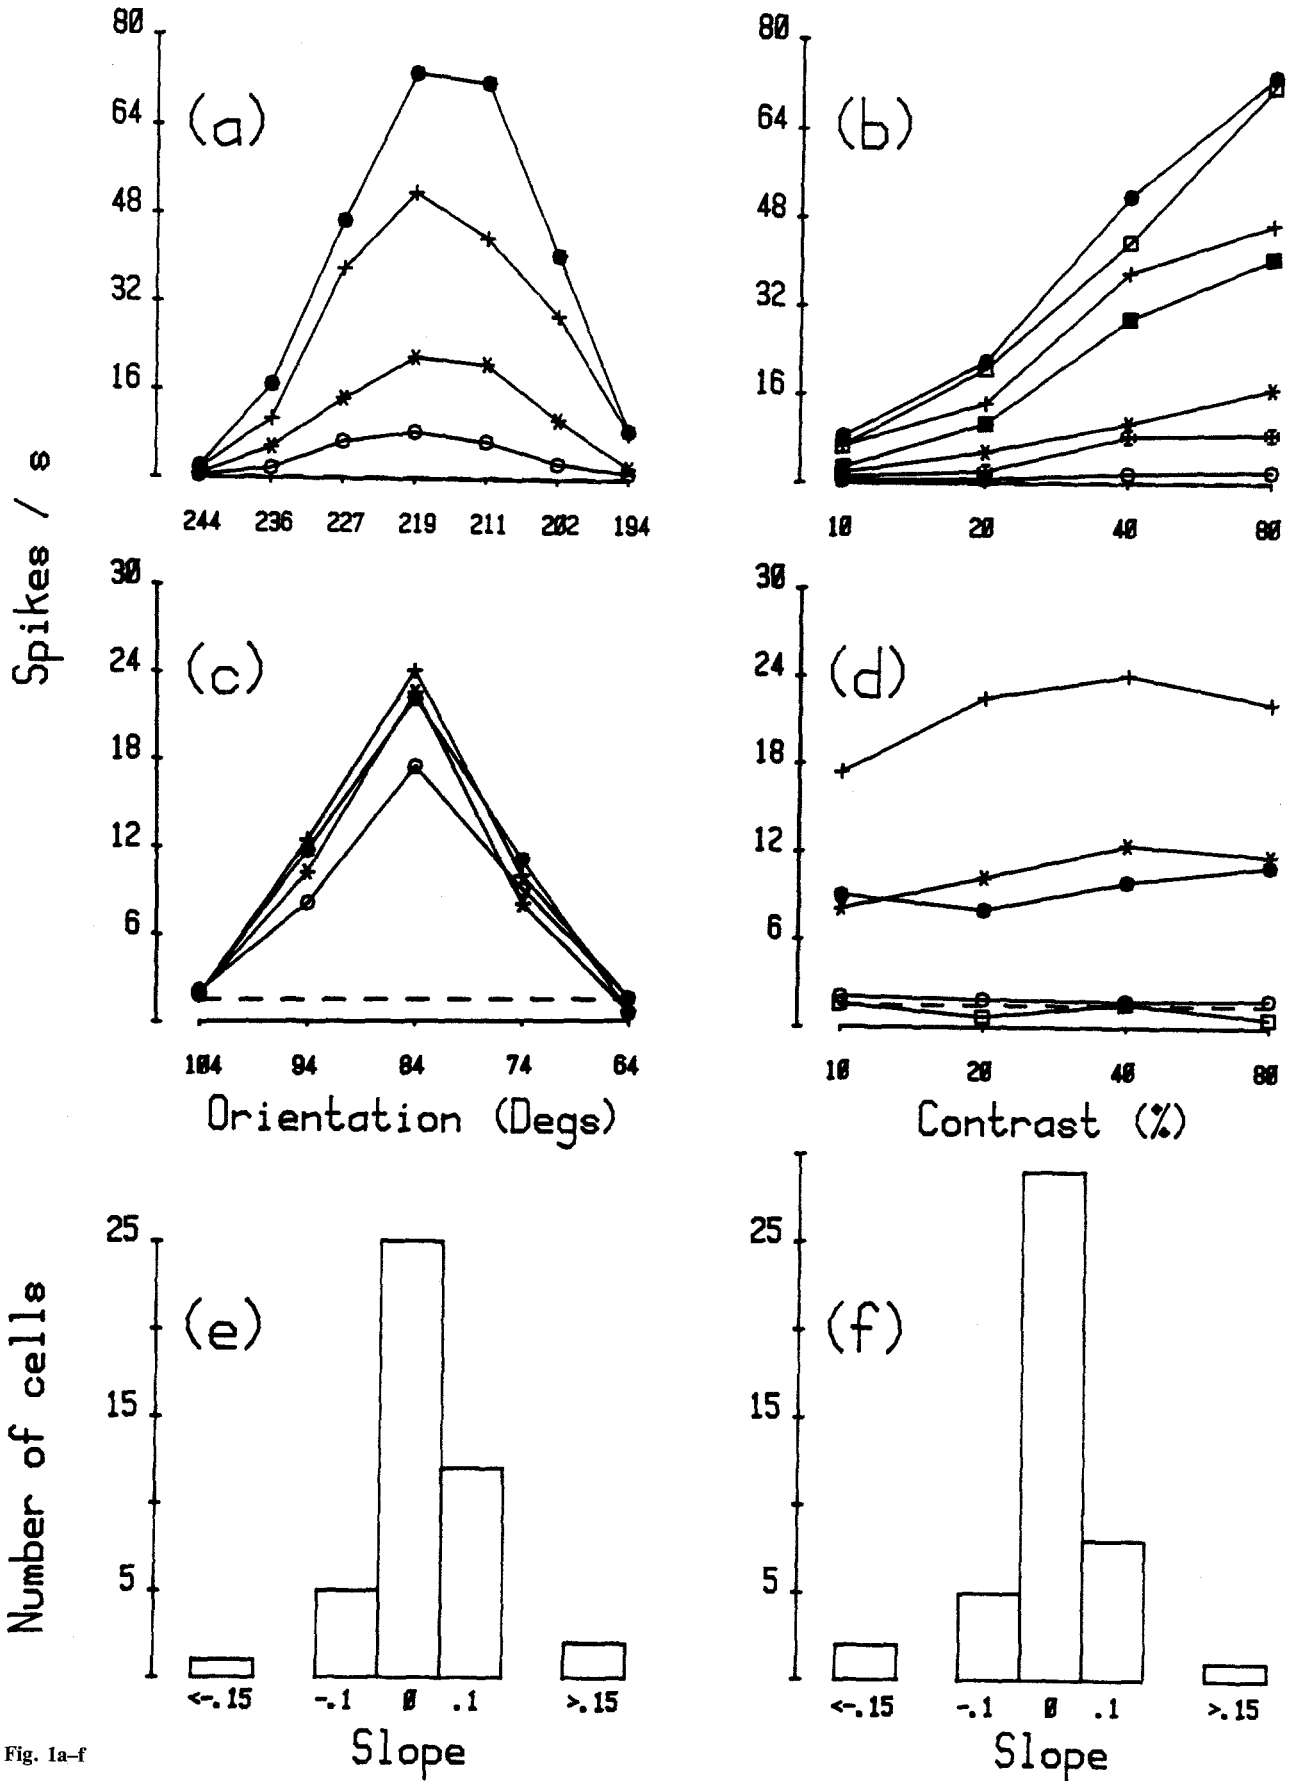 80
64
(a)
48
32
16
244 236 227 219 211 202 194
80
64
(b)
48
32
16
10 20 40 80
Spikes / s
30
24
(c)
18
12
6
104 94 84 74 64
Orientation (Degs)
30
24
(d)
18
12
6
10 20 40 80
Contrast (%)
Number of cells
25
(e)
15
5
<-.15 -.1 0 .1 >.15
Slope
25
(f)
15
5
<-.15 -.1 0 .1 >.15
Slope
Fig. 1a–f